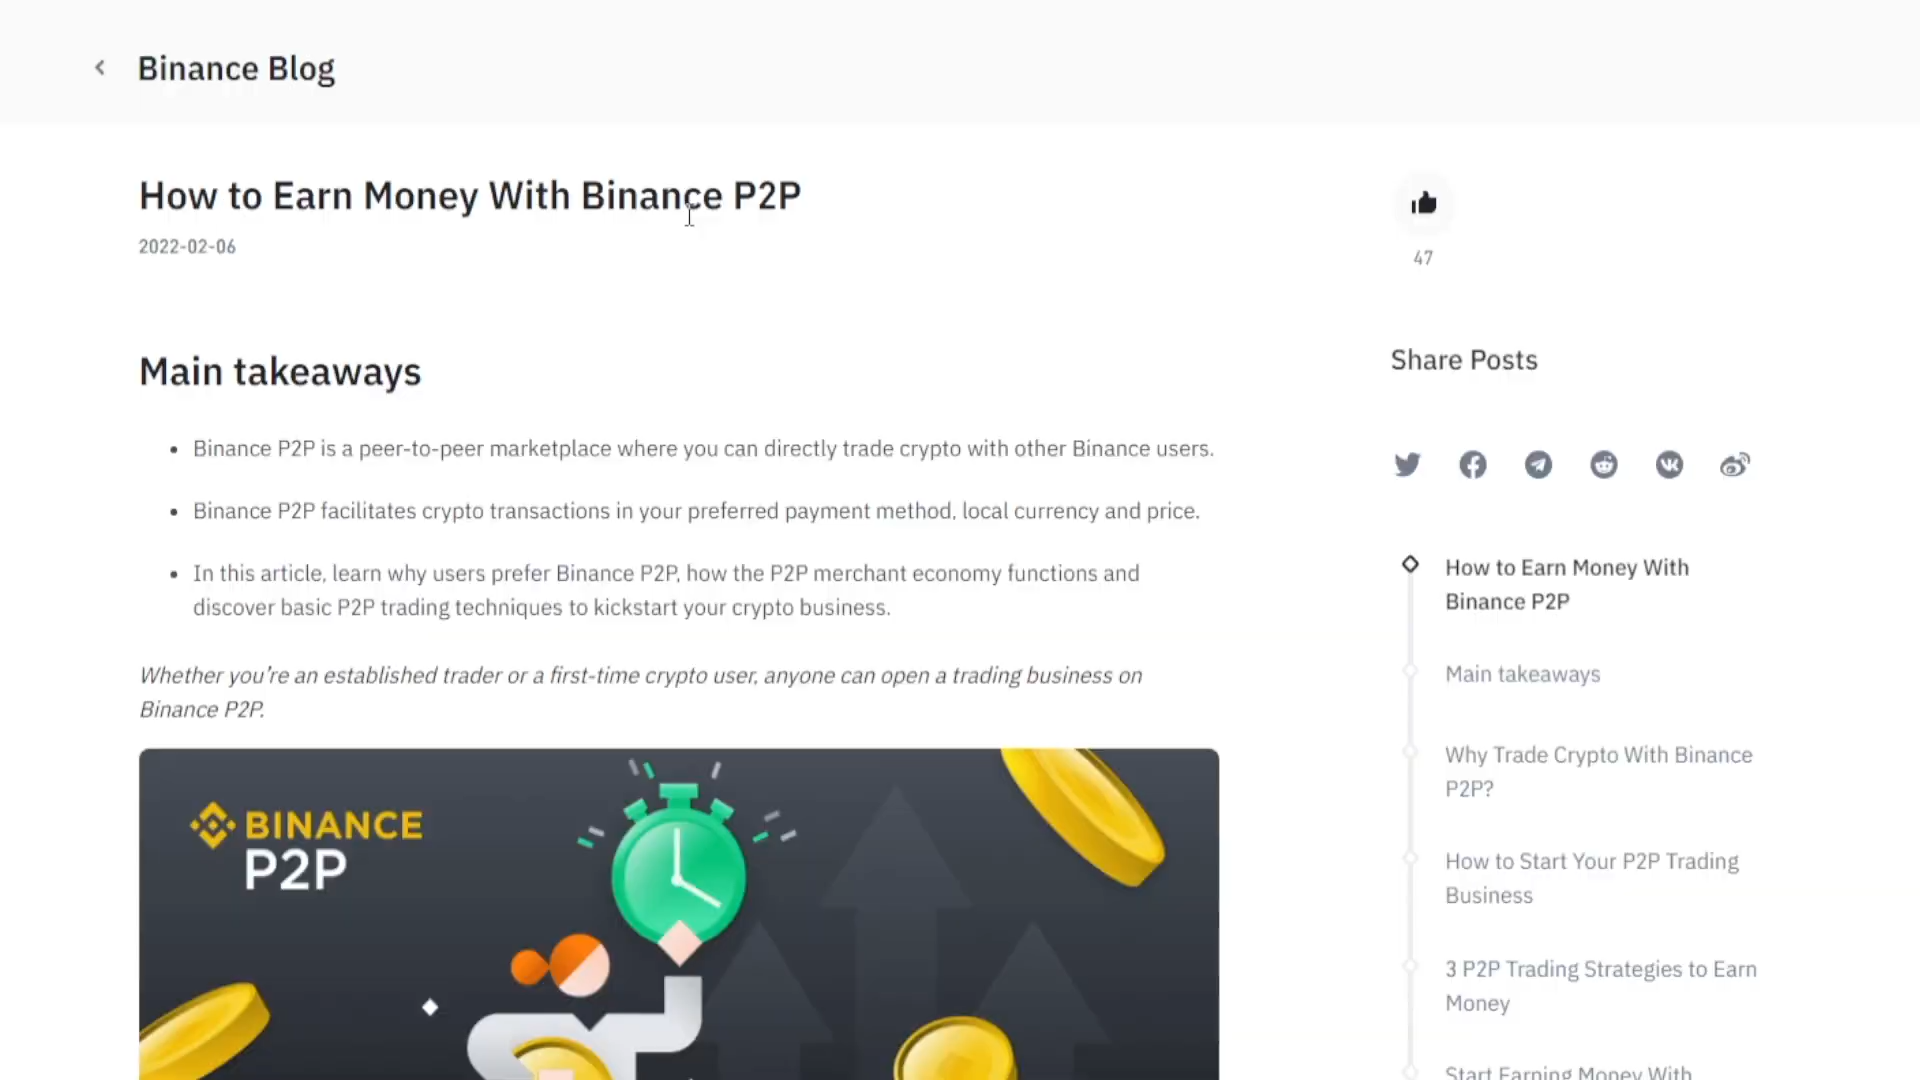 Binance Blog
How to Earn Money With Binance P2P
2022-02-06
47
Main takeaways
Share Posts
• Binance P2P is a peer-to-peer marketplace where you can directly trade crypto with other Binance users.
• Binance P2P facilitates crypto transactions in your preferred payment method, local currency and price.
• In this article, learn why users prefer Binance P2P, how the P2P merchant economy functions and
discover basic P2P trading techniques to kickstart your crypto business.
Whether you're an established trader or a first-time crypto user, anyone can open a trading business on
Binance P2P.
BINANCE
P2P
How to Earn Money With
Binance P2P
Main takeaways
Why Trade Crypto With Binance
P2P?
How to Start Your P2P Trading
Business
3 P2P Trading Strategies to Earn
Money
Start Earning Money With